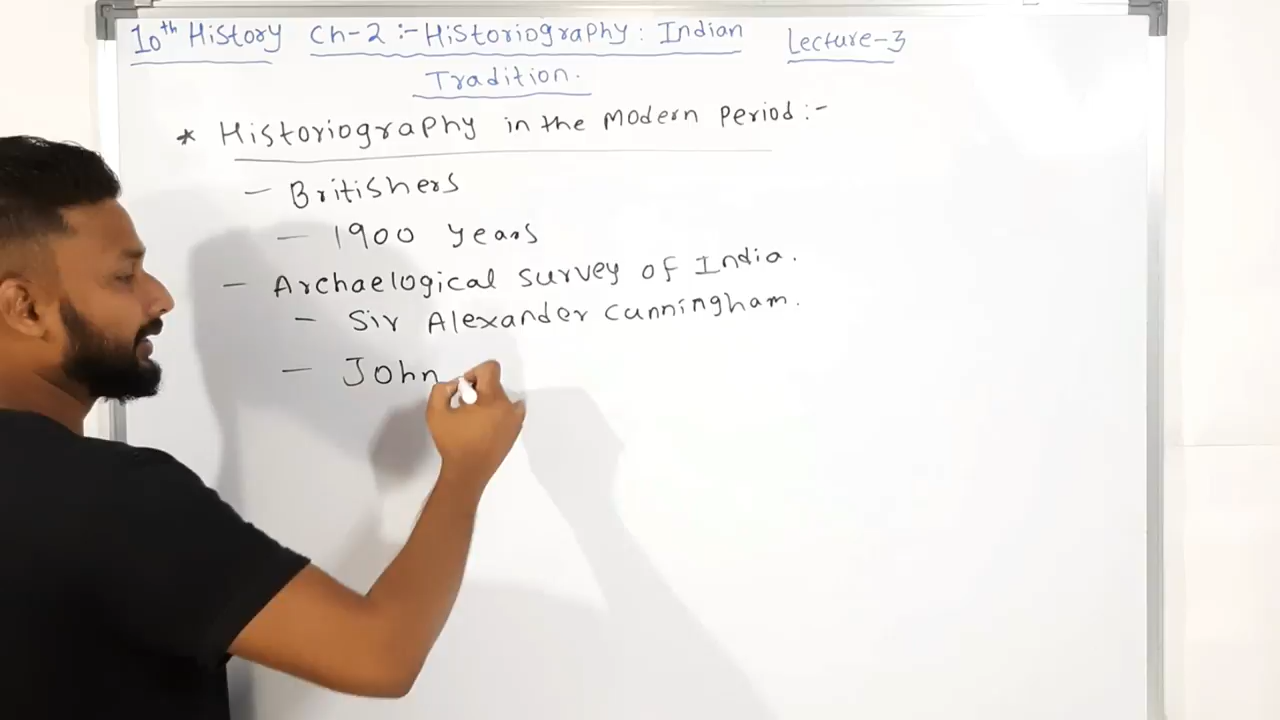 10th History Ch-2 :- Historiography : Indian Lecture-3
Tradition.
* Historiography in the Modern Period :-
- Britishers
- 1900 years
- Archaelogical Survey of India.
- Sir Alexander Cunningham.
- John